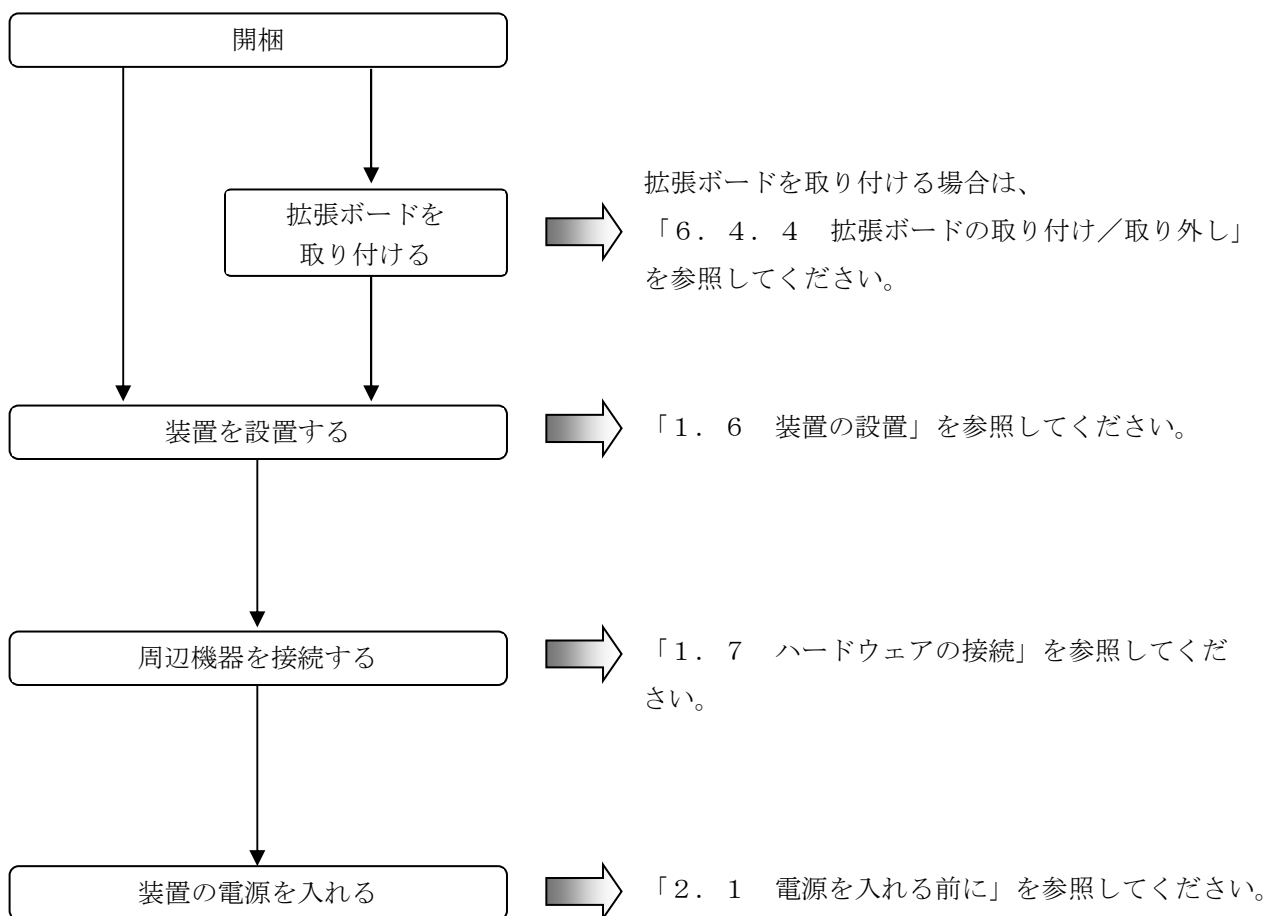 開梱
拡張ボードを
取り付ける
拡張ボードを取り付ける場合は、
「６．４．４　拡張ボードの取り付け／取り外し」
を参照してください。
装置を設置する
「１．６　装置の設置」を参照してください。
周辺機器を接続する
「１．７　ハードウェアの接続」を参照してくだ
さい。
装置の電源を入れる
「２．１　電源を入れる前に」を参照してください。